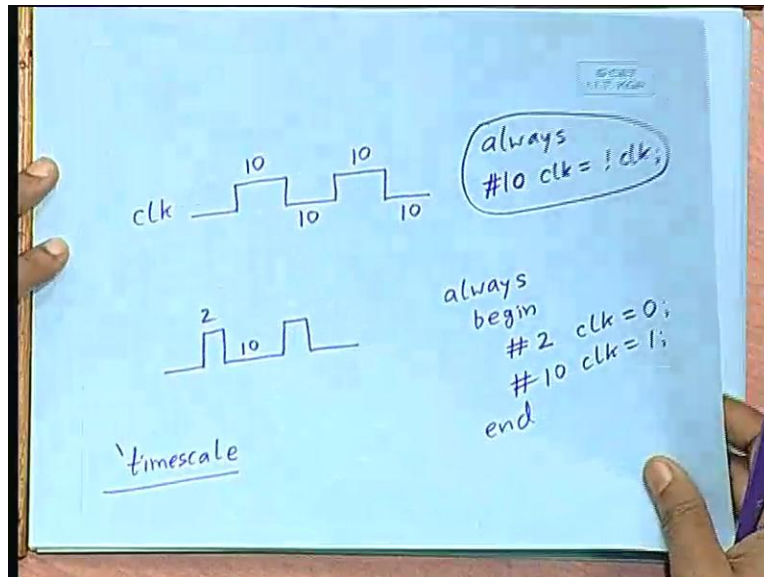 10 10
clk
10 10
always
#10 clk = ! clk;
2
10
always
begin
#2 clk = 0;
#10 clk = 1;
end
`timescale